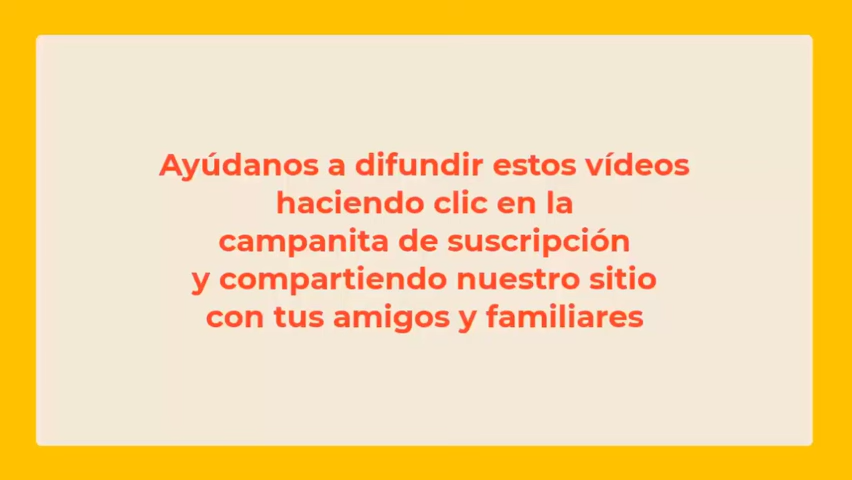 Ayúdanos a difundir estos vídeos
haciendo clic en la
campanita de suscripción
y compartiendo nuestro sitio
con tus amigos y familiares